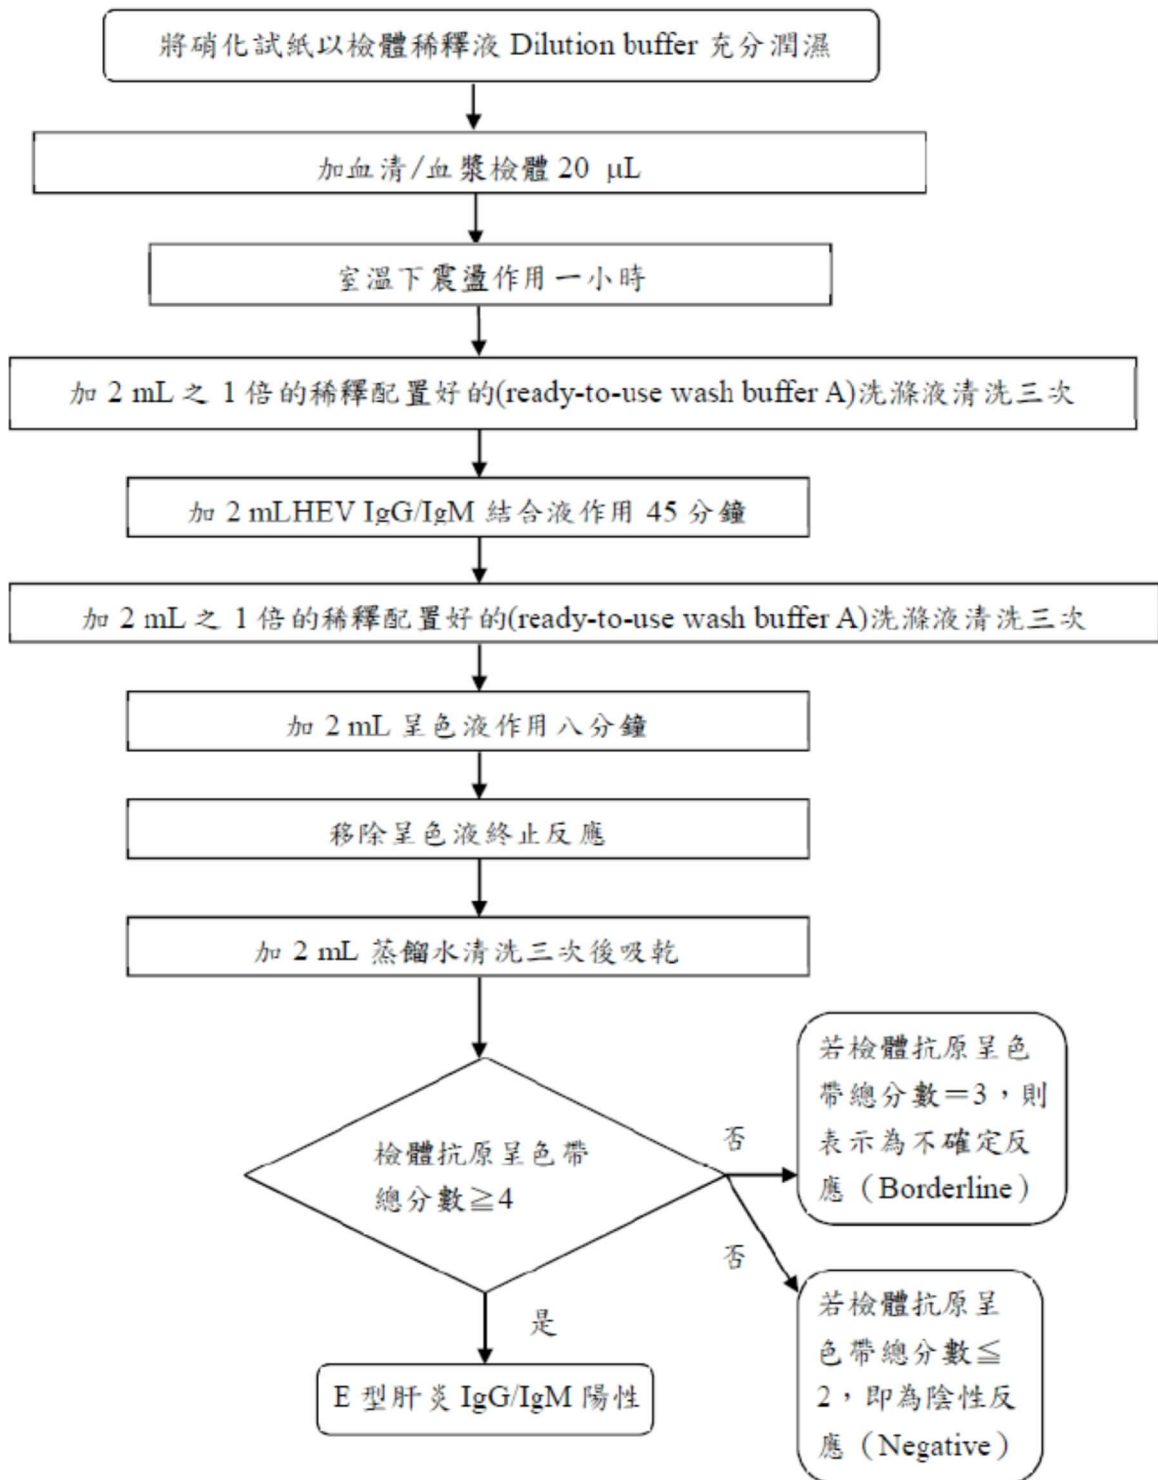 將硝化試紙以檢體稀釋液 Dilution buffer 充分潤濕
加血清/血漿檢體 20 μL
室溫下震盪作用一小時
加 2 mL 之 1 倍的稀釋配置好的(ready-to-use wash buffer A)洗滌液清洗三次
加 2 mLHEV IgG/IgM 結合液作用 45 分鐘
加 2 mL 之 1 倍的稀釋配置好的(ready-to-use wash buffer A)洗滌液清洗三次
加 2 mL 呈色液作用八分鐘
移除呈色液終止反應
加 2 mL 蒸餾水清洗三次後吸乾
檢體抗原呈色帶
總分數≧4
否
若檢體抗原呈色
帶總分數＝3，則
表示為不確定反
應（Borderline）
否
若檢體抗原呈
色帶總分數≦
2，即為陰性反
應（Negative）
是
E 型肝炎 IgG/IgM 陽性